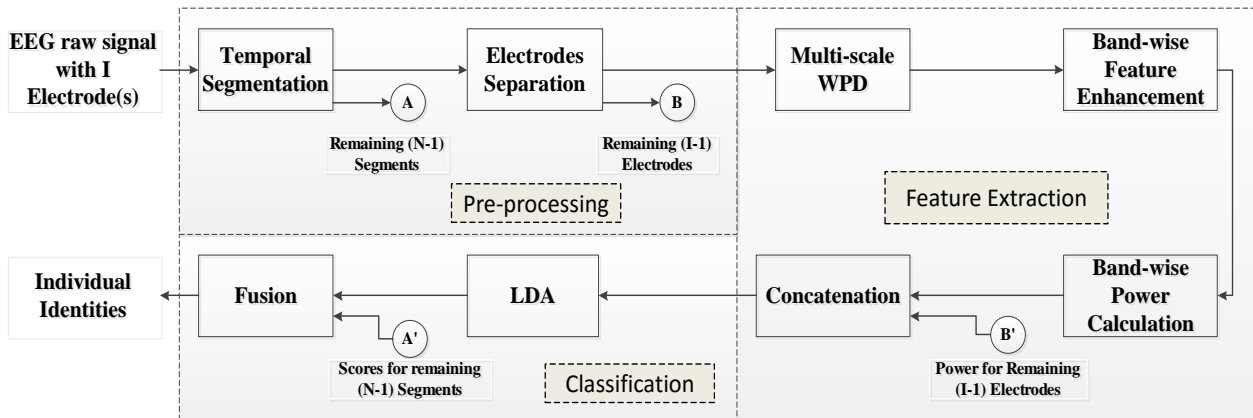 EEG raw signal
with I
Electrode(s)
Temporal
Segmentation
A
Remaining (N-1)
Segments
Electrodes
Separation
B
Remaining (I-1)
Electrodes
Pre-processing
Multi-scale
WPD
Band-wise
Feature
Enhancement
Feature Extraction
Band-wise
Power
Calculation
Concatenation
B'
Power for Remaining
(I-1) Electrodes
LDA
Fusion
A'
Scores for remaining
(N-1) Segments
Classification
Individual
Identities